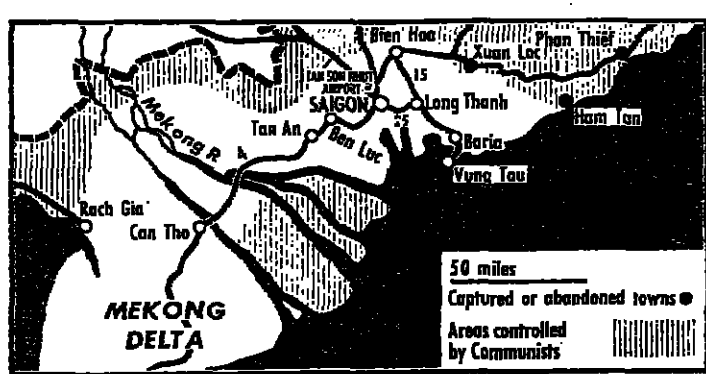 Bien Hoa
Phan Thiet
Xuan Loc
TAN SON NHUT
AIRPORT
15
SAIGON
Long Thanh
Ham Tan
Mekong R
Tan An
Ben Luc
25
Baria
4
Vung Tau
Rach Gia
Can Tho
50 miles
Captured or abandoned towns
MEKONG
DELTA
Areas controlled
by Communists